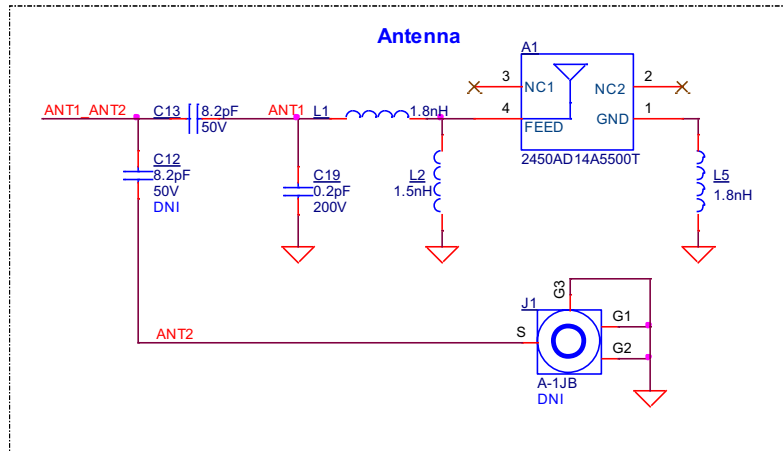 Antenna
A1
3
NC1
NC2
2
4
FEED
GND
1
2450AD14A5500T
ANT1_ANT2
C13
8.2pF
50V
ANT1
L1
1.8nH
C12
8.2pF
50V
DNI
C19
0.2pF
200V
L2
1.5nH
L5
1.8nH
ANT2
J1
S
G3
G1
G2
A-1JB
DNI